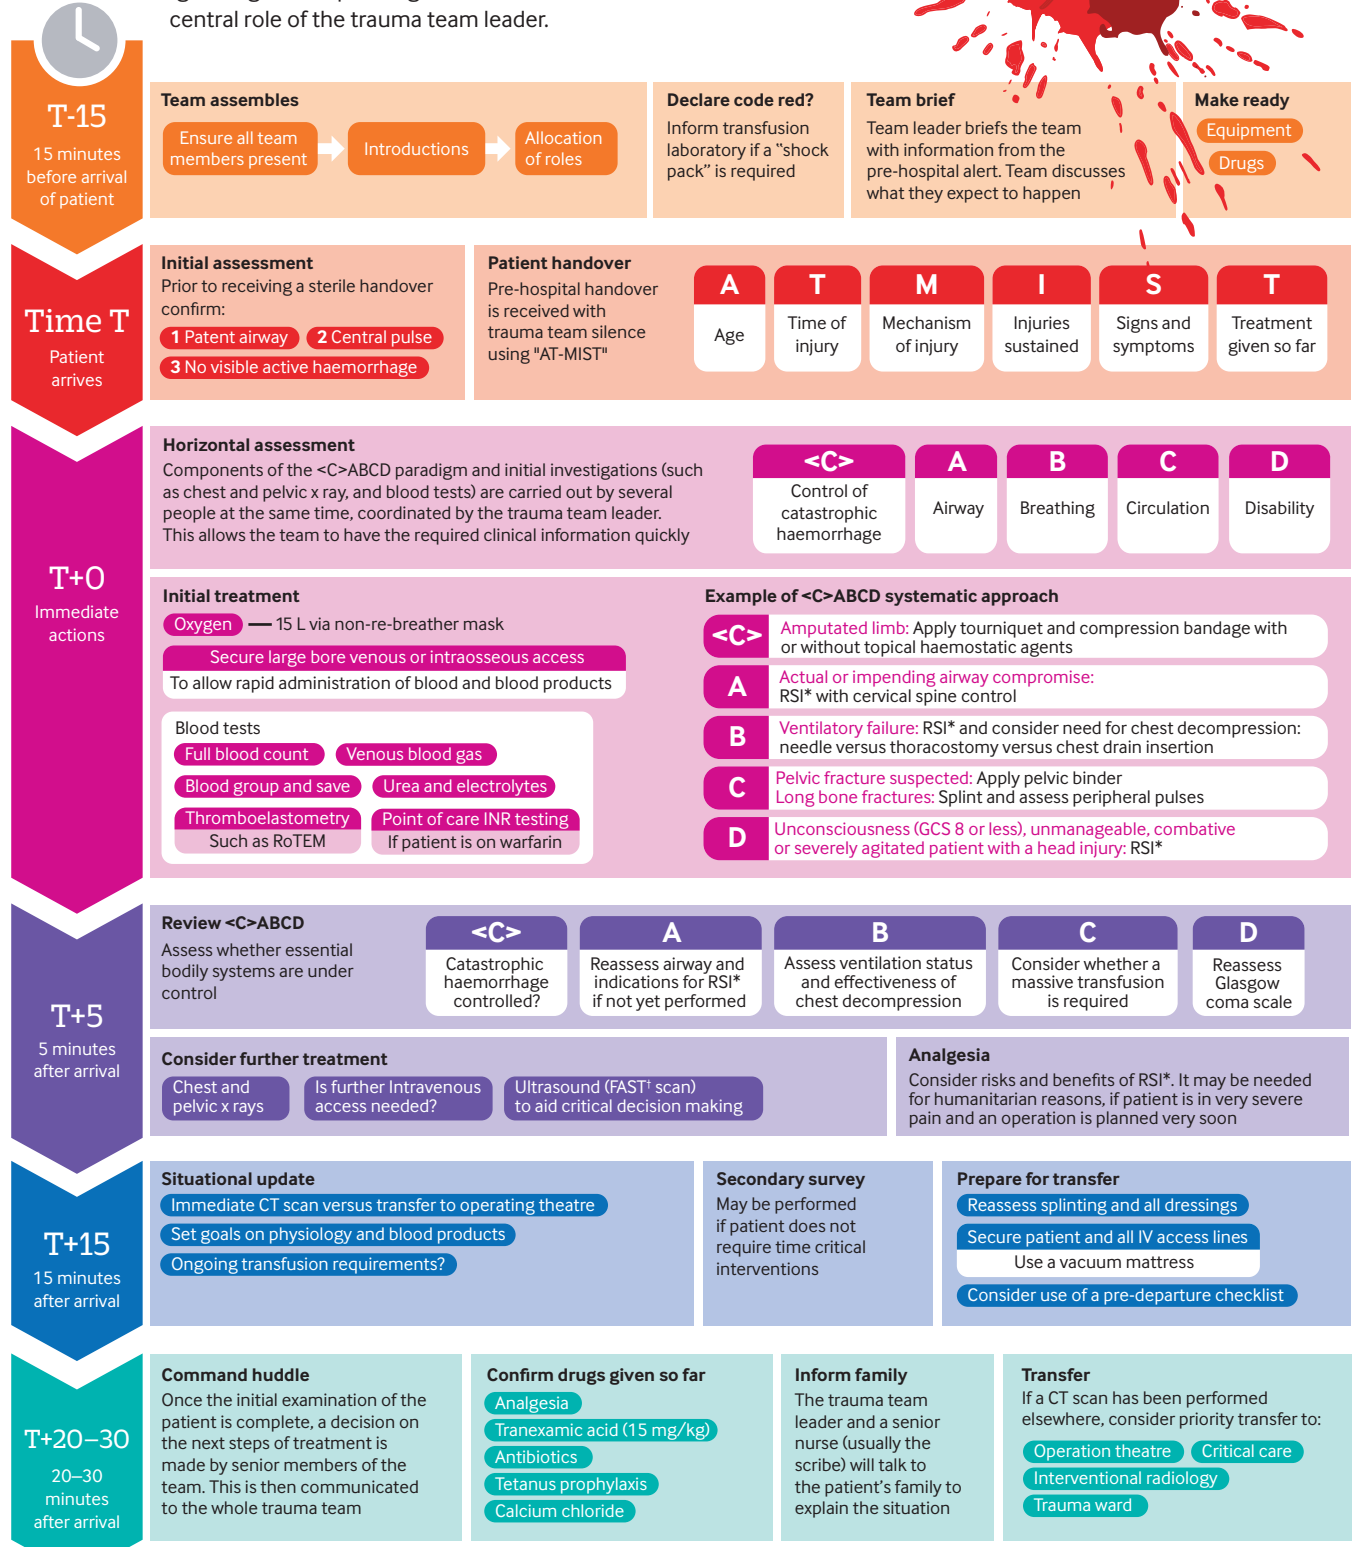 central role of the trauma team leader.
T-15
15 minutes
before arrival
of patient
Team assembles
Ensure all team
members present
Introductions
Allocation
of roles
Declare code red?
Inform transfusion
laboratory if a "shock
pack" is required
Team brief
Team leader briefs the team
with information from the
pre-hospital alert. Team discusses
what they expect to happen
Make ready
Equipment
Drugs
Time T
Patient
arrives
Initial assessment
Prior to receiving a sterile handover
confirm:
1 Patent airway
2 Central pulse
3 No visible active haemorrhage
Patient handover
Pre-hospital handover
is received with
trauma team silence
using "AT-MIST"
A
Age
T
Time of
injury
M
Mechanism
of injury
I
Injuries
sustained
S
Signs and
symptoms
T
Treatment
given so far
T+0
Immediate
actions
Horizontal assessment
Components of the <C>ABCD paradigm and initial investigations (such
as chest and pelvic x ray, and blood tests) are carried out by several
people at the same time, coordinated by the trauma team leader.
This allows the team to have the required clinical information quickly
<C>
Control of
catastrophic
haemorrhage
A
Airway
B
Breathing
C
Circulation
D
Disability
Initial treatment
Oxygen — 15 L via non-re-breather mask
Secure large bore venous or intraosseous access
To allow rapid administration of blood and blood products
Blood tests
Full blood count
Venous blood gas
Blood group and save
Urea and electrolytes
Thromboelastometry
Such as RoTEM
Point of care INR testing
If patient is on warfarin
Example of <C>ABCD systematic approach
<C>
Amputated limb: Apply tourniquet and compression bandage with
or without topical haemostatic agents
A
Actual or impending airway compromise:
RSI* with cervical spine control
B
Ventilatory failure: RSI* and consider need for chest decompression:
needle versus thoracostomy versus chest drain insertion
C
Pelvic fracture suspected: Apply pelvic binder
Long bone fractures: Splint and assess peripheral pulses
D
Unconsciousness (GCS 8 or less), unmanageable, combative
or severely agitated patient with a head injury: RSI*
T+5
5 minutes
after arrival
Review <C>ABCD
Assess whether essential
bodily systems are under
control
<C>
Catastrophic
haemorrhage
controlled?
A
Reassess airway and
indications for RSI*
if not yet performed
B
Assess ventilation status
and effectiveness of
chest decompression
C
Consider whether a
massive transfusion
is required
D
Reassess
Glasgow
coma scale
Consider further treatment
Chest and
pelvic x rays
Is further Intravenous
access needed?
Ultrasound (FAST† scan)
to aid critical decision making
Analgesia
Consider risks and benefits of RSI*. It may be needed
for humanitarian reasons, if patient is in very severe
pain and an operation is planned very soon
T+15
15 minutes
after arrival
Situational update
Immediate CT scan versus transfer to operating theatre
Set goals on physiology and blood products
Ongoing transfusion requirements?
Secondary survey
May be performed
if patient does not
require time critical
interventions
Prepare for transfer
Reassess splinting and all dressings
Secure patient and all IV access lines
Use a vacuum mattress
Consider use of a pre-departure checklist
T+20–30
20–30
minutes
after arrival
Command huddle
Once the initial examination of the
patient is complete, a decision on
the next steps of treatment is
made by senior members of the
team. This is then communicated
to the whole trauma team
Confirm drugs given so far
Analgesia
Tranexamic acid (15 mg/kg)
Antibiotics
Tetanus prophylaxis
Calcium chloride
Inform family
The trauma team
leader and a senior
nurse (usually the
scribe) will talk to
the patient's family to
explain the situation
Transfer
If a CT scan has been performed
elsewhere, consider priority transfer to:
Operation theatre
Critical care
Interventional radiology
Trauma ward